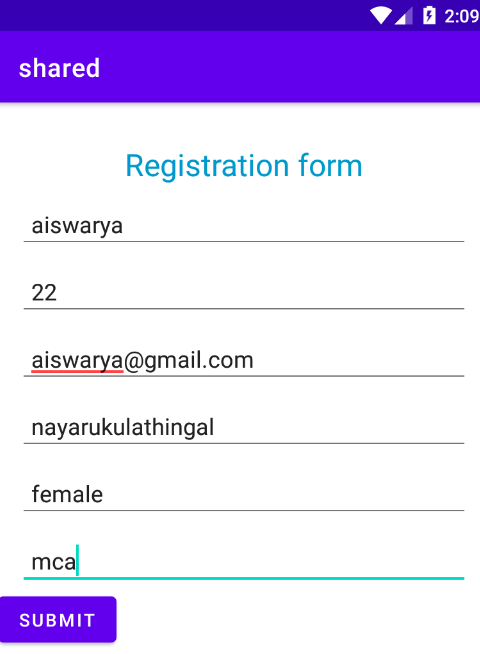 2:09
shared
Registration form
aiswarya
22
aiswarya@gmail.com
nayarukulathingal
female
mca
SUBMIT